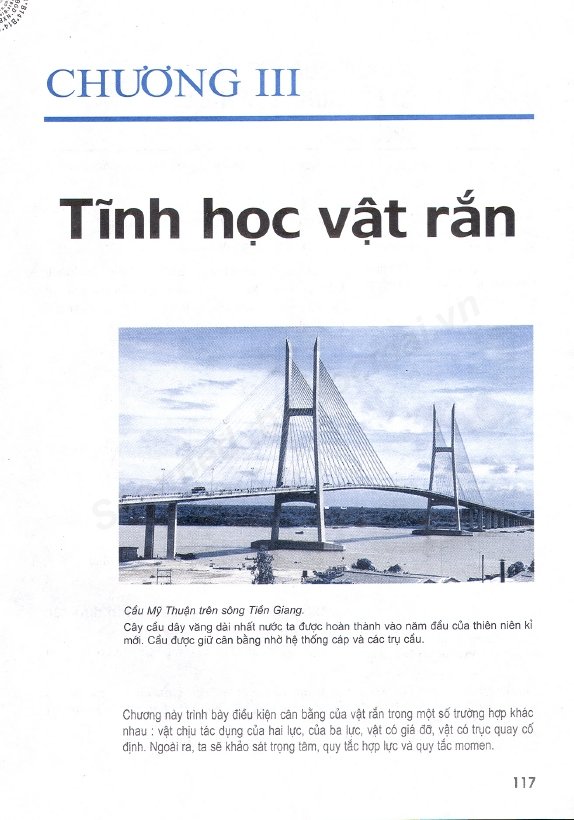 CHƯƠNG III
Tĩnh học vật rắn
Cầu Mỹ Thuận trên sông Tiền Giang.
Cây cầu dây văng dài nhất nước ta được hoàn thành vào năm đầu của thiên niên kỉ
mới. Cầu được giữ cân bằng nhờ hệ thống cáp và các trụ cầu.
Chương này trình bày điều kiện cân bằng của vật rắn trong một số trường hợp khác
nhau : vật chịu tác dụng của hai lực, của ba lực, vật có giá đỡ, vật có trục quay cố
định. Ngoài ra, ta sẽ khảo sát trọng tâm, quy tắc hợp lực và quy tắc momen.
117